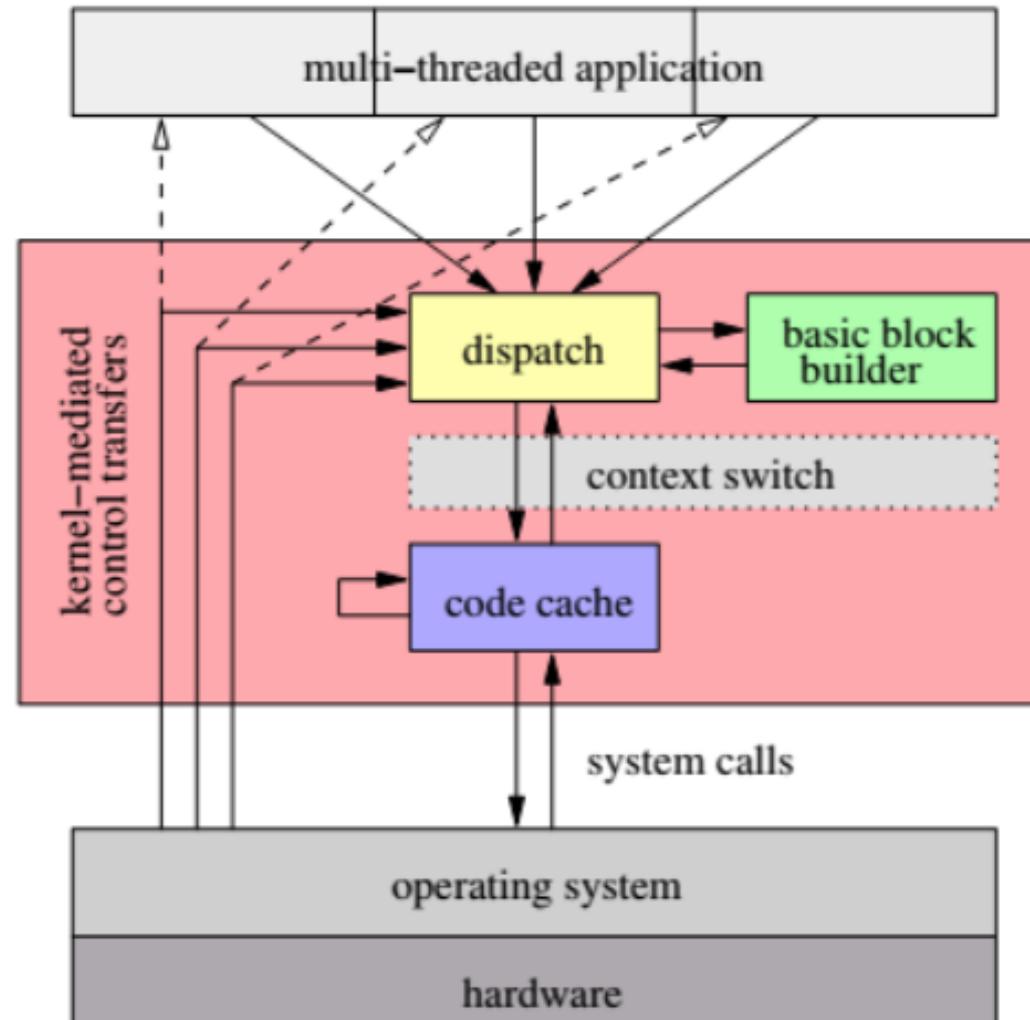 multi–threaded application
kernel–mediated
control transfers
dispatch
basic block
builder
context switch
code cache
system calls
operating system
hardware